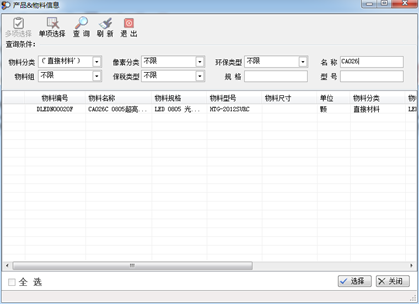 产品&物料信息
多项选择 单项选择 查 询 刷 新 退 出
查询条件:
物料分类 ('直接材料') 像素分类 不限 环保类型 不限 名 称 CA026
物料组 不限 保税类型 不限 规 格 型 号
物料编号 物料名称 物料规格 物料型号 物料尺寸 单位 物料分类 物
DLEDN00020F CA026C 0805超高... LED 0805 光... HTG-2012SURC 颗 直接材料
全 选 选择 关闭